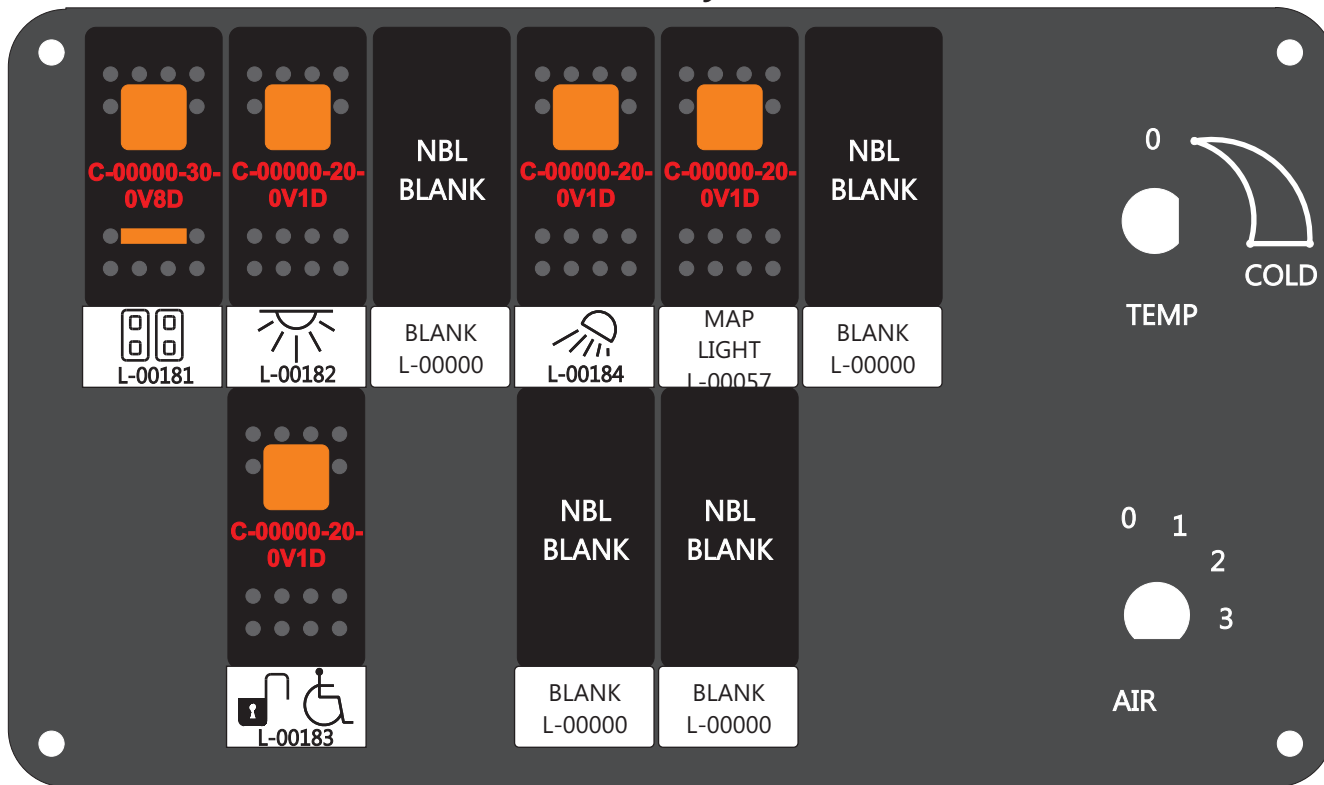 C-00000-30-
0V8D
C-00000-20-
0V1D
NBL
BLANK
C-00000-20-
0V1D
C-00000-20-
0V1D
NBL
BLANK
0
COLD
TEMP
L-00181
L-00182
BLANK
L-00000
L-00184
MAP
LIGHT
L-00057
BLANK
L-00000
C-00000-20-
0V1D
NBL
BLANK
NBL
BLANK
0
1
2
3
AIR
L-00183
BLANK
L-00000
BLANK
L-00000